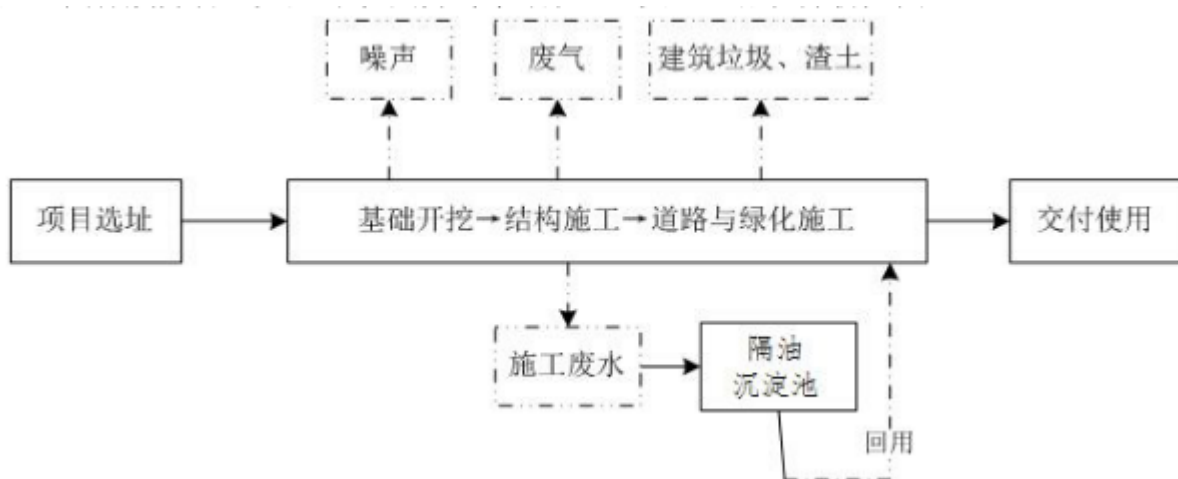 噪声
废气
建筑垃圾、渣土
项目选址
基础开挖→结构施工→道路与绿化施工
交付使用
施工废水
隔油
沉淀池
回用